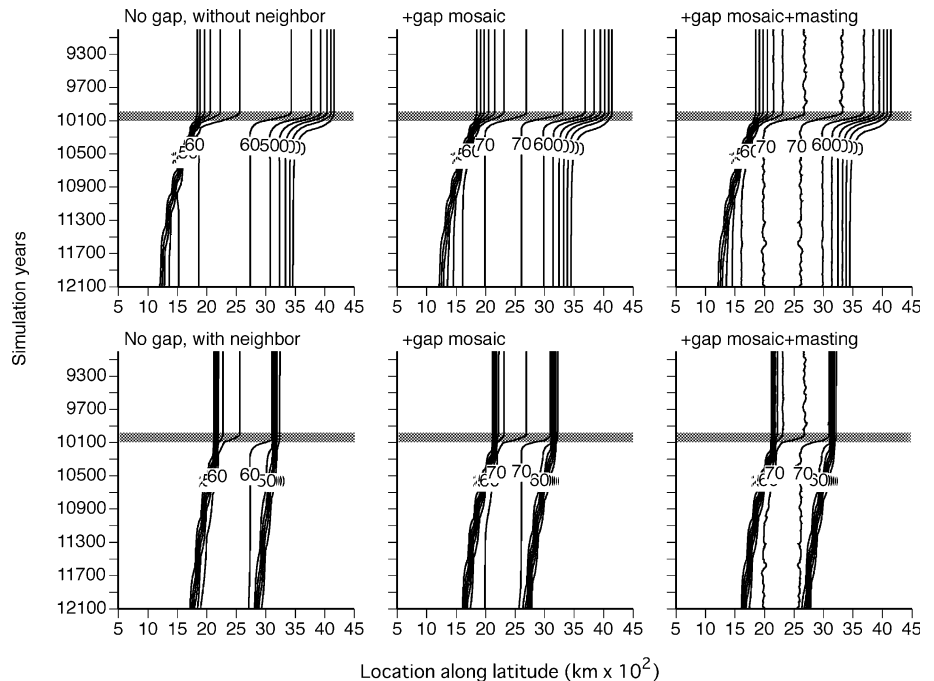 No gap, without neighbor
+gap mosaic
+gap mosaic+masting
9300
9700
10100
10500
10900
11300
11700
12100
60 60
70 70 600
60 70 70 600
5 10 15 20 25 30 35 40 45
5 10 15 20 25 30 35 40 45
5 10 15 20 25 30 35 40 45
Simulation years
No gap, with neighbor
+gap mosaic
+gap mosaic+masting
9300
9700
10100
10500
10900
11300
11700
12100
60 60 50
70 70 60
70 70
5 10 15 20 25 30 35 40 45
5 10 15 20 25 30 35 40 45
5 10 15 20 25 30 35 40 45
Location along latitude (km x 10²)